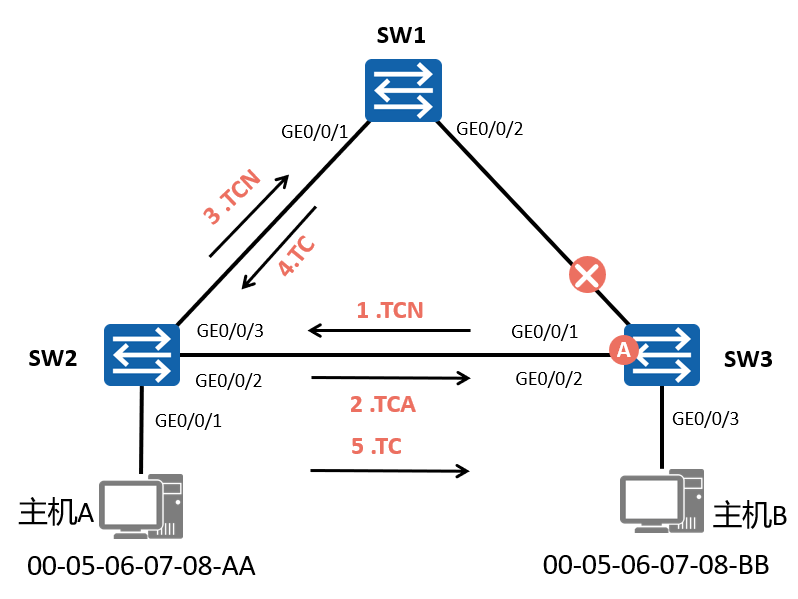 SW1
GE0/0/1
GE0/0/2
3 .TCN
4.TC
1 .TCN
GE0/0/3
GE0/0/1
SW2
A
SW3
GE0/0/2
GE0/0/2
2 .TCA
GE0/0/1
GE0/0/3
5 .TC
主机A
主机B
00-05-06-07-08-AA
00-05-06-07-08-BB